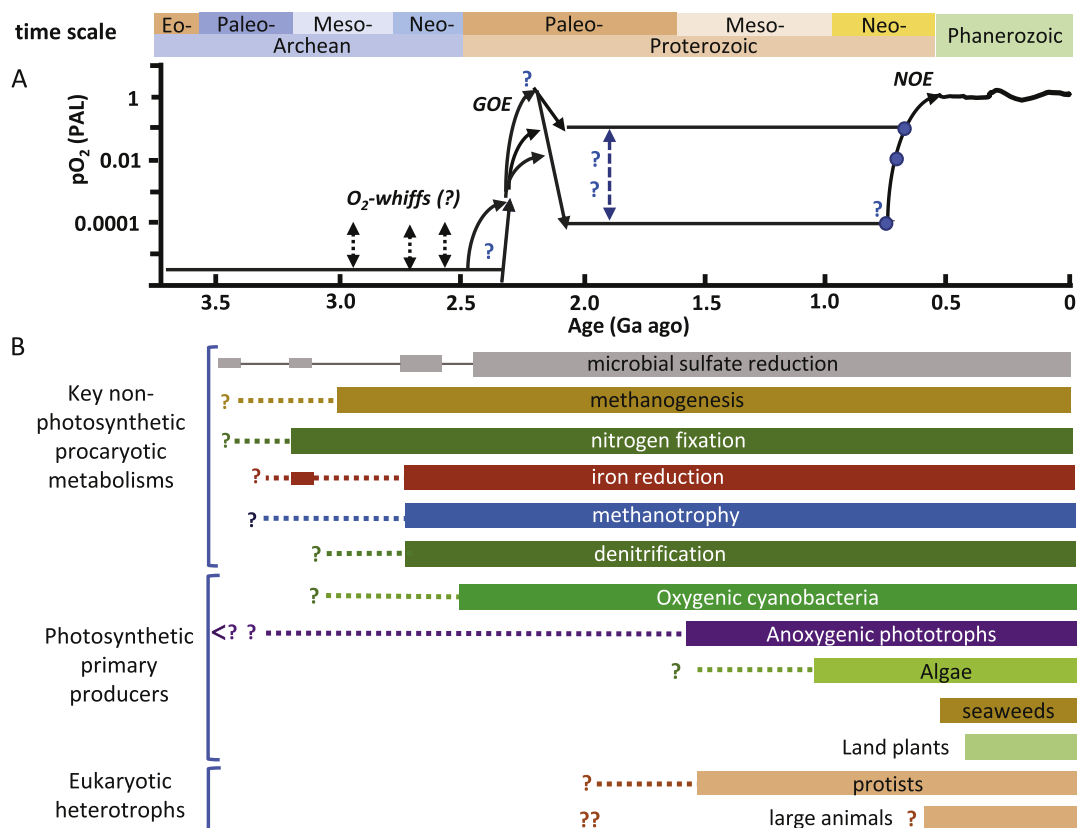 time scale
Eo- Paleo- Meso- Neo- Paleo- Meso- Neo- Phanerozoic
Archean Proterozoic
A
pO2 (PAL)
1
0.01
0.0001
O2-whiffs (?)
?
GOE
?
?
?
?
NOE
3.5 3.0 2.5 2.0 1.5 1.0 0.5 0
Age (Ga ago)
B
Key non-
photosynthetic
procaryotic
metabolisms
microbial sulfate reduction
? methanogenesis
? nitrogen fixation
? iron reduction
? methanotrophy
? denitrification
Photosynthetic
primary
producers
? Oxygenic cyanobacteria
<? ? Anoxygenic phototrophs
? Algae
seaweeds
Land plants
Eukaryotic
heterotrophs
? protists
?? large animals ?